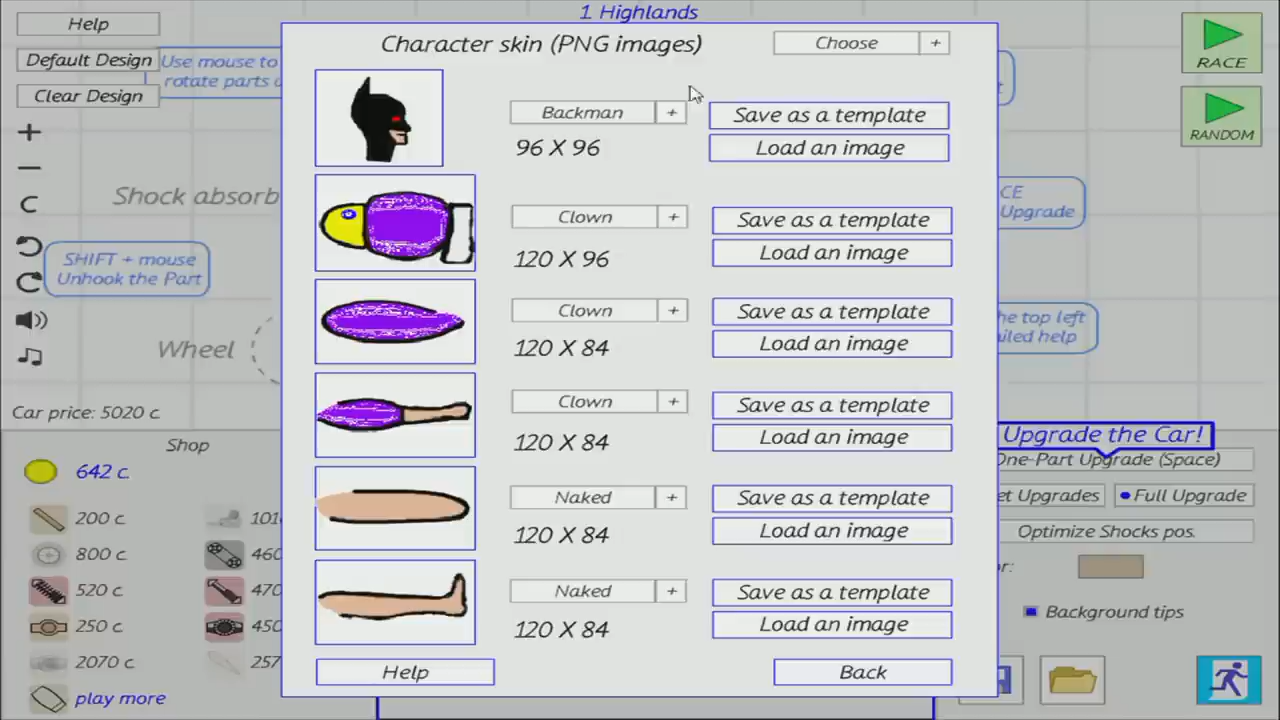 1 Highlands
Help
Default Design
Clear Design
Use mouse to
rotate parts
Shock absorb
SHIFT + mouse
Unhook the Part
Wheel
Car price: 5020 c.
Shop
642 c.
200 c.
800 c.
520 c.
250 c.
2070 c.
play more
101
460
470
450
257
Character skin (PNG images)
Choose +
Backman +
96 X 96
Save as a template
Load an image
Clown +
120 X 96
Save as a template
Load an image
Clown +
120 X 84
Save as a template
Load an image
Clown +
120 X 84
Save as a template
Load an image
Naked +
120 X 84
Save as a template
Load an image
Naked +
120 X 84
Save as a template
Load an image
Help
Back
RACE
RANDOM
CE
Upgrade
he top left
iled help
Upgrade the Car!
One-Part Upgrade (Space)
et Upgrades
Full Upgrade
Optimize Shocks pos.
r:
Background tips